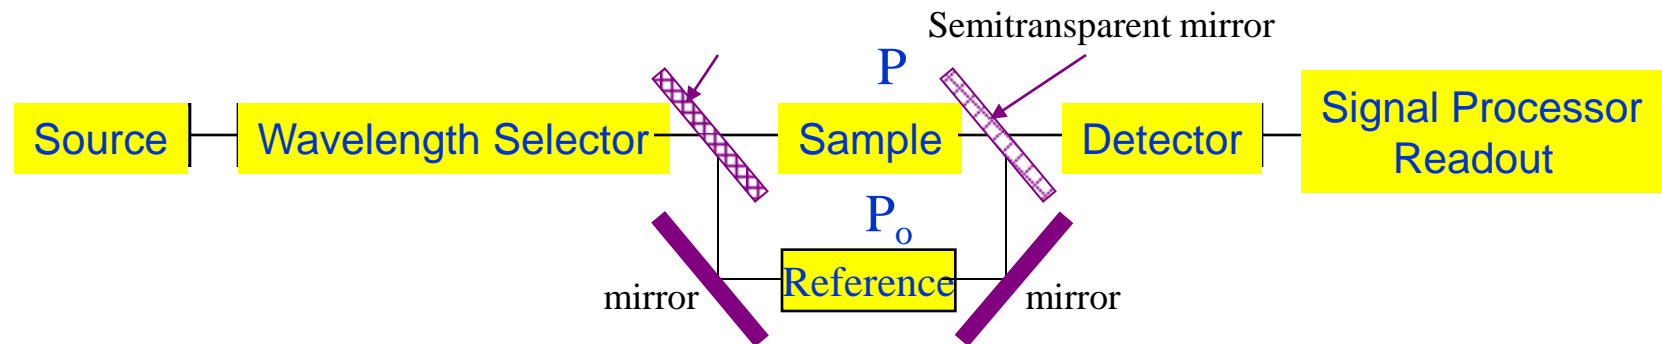 Semitransparent mirror
P
Source
Wavelength Selector
Sample
Detector
Signal Processor
Readout
Po
Reference
mirror
mirror